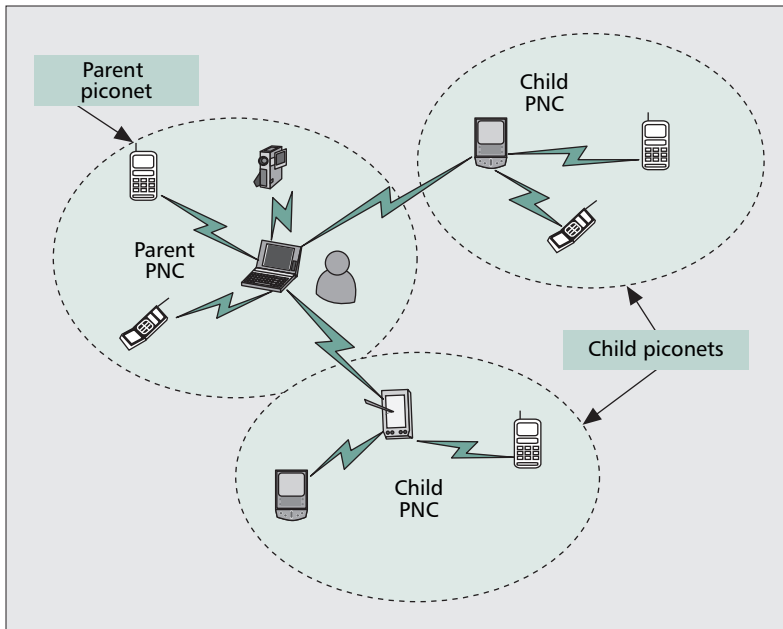 Parent
piconet
Child
PNC
Parent
PNC
Child piconets
Child
PNC